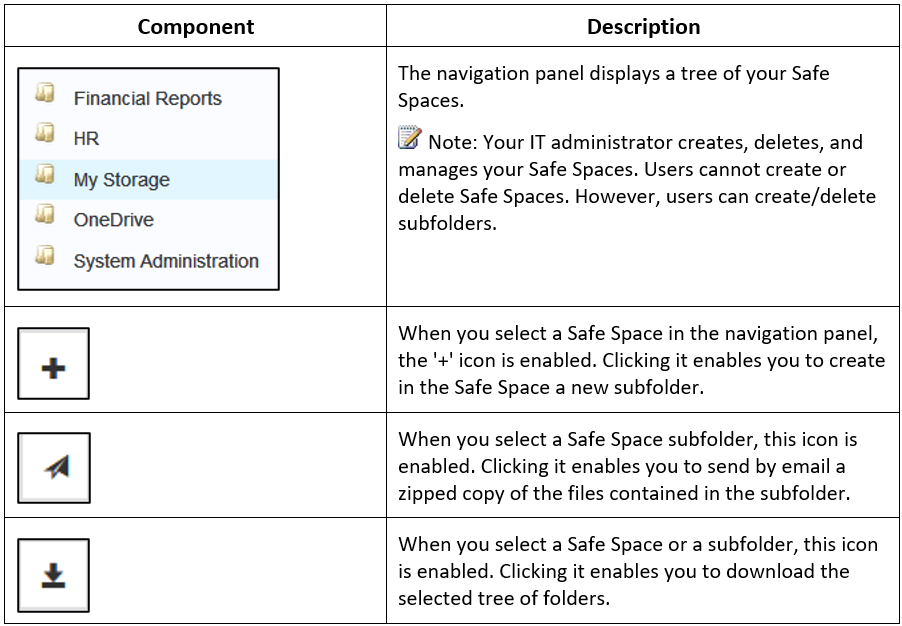 Component
Description
Financial Reports
HR
My Storage
OneDrive
System Administration
The navigation panel displays a tree of your Safe
Spaces.
Note: Your IT administrator creates, deletes, and
manages your Safe Spaces. Users cannot create or
delete Safe Spaces. However, users can create/delete
subfolders.
When you select a Safe Space in the navigation panel,
the '+' icon is enabled. Clicking it enables you to create
in the Safe Space a new subfolder.
When you select a Safe Space subfolder, this icon is
enabled. Clicking it enables you to send by email a
zipped copy of the files contained in the subfolder.
When you select a Safe Space or a subfolder, this icon
is enabled. Clicking it enables you to download the
selected tree of folders.